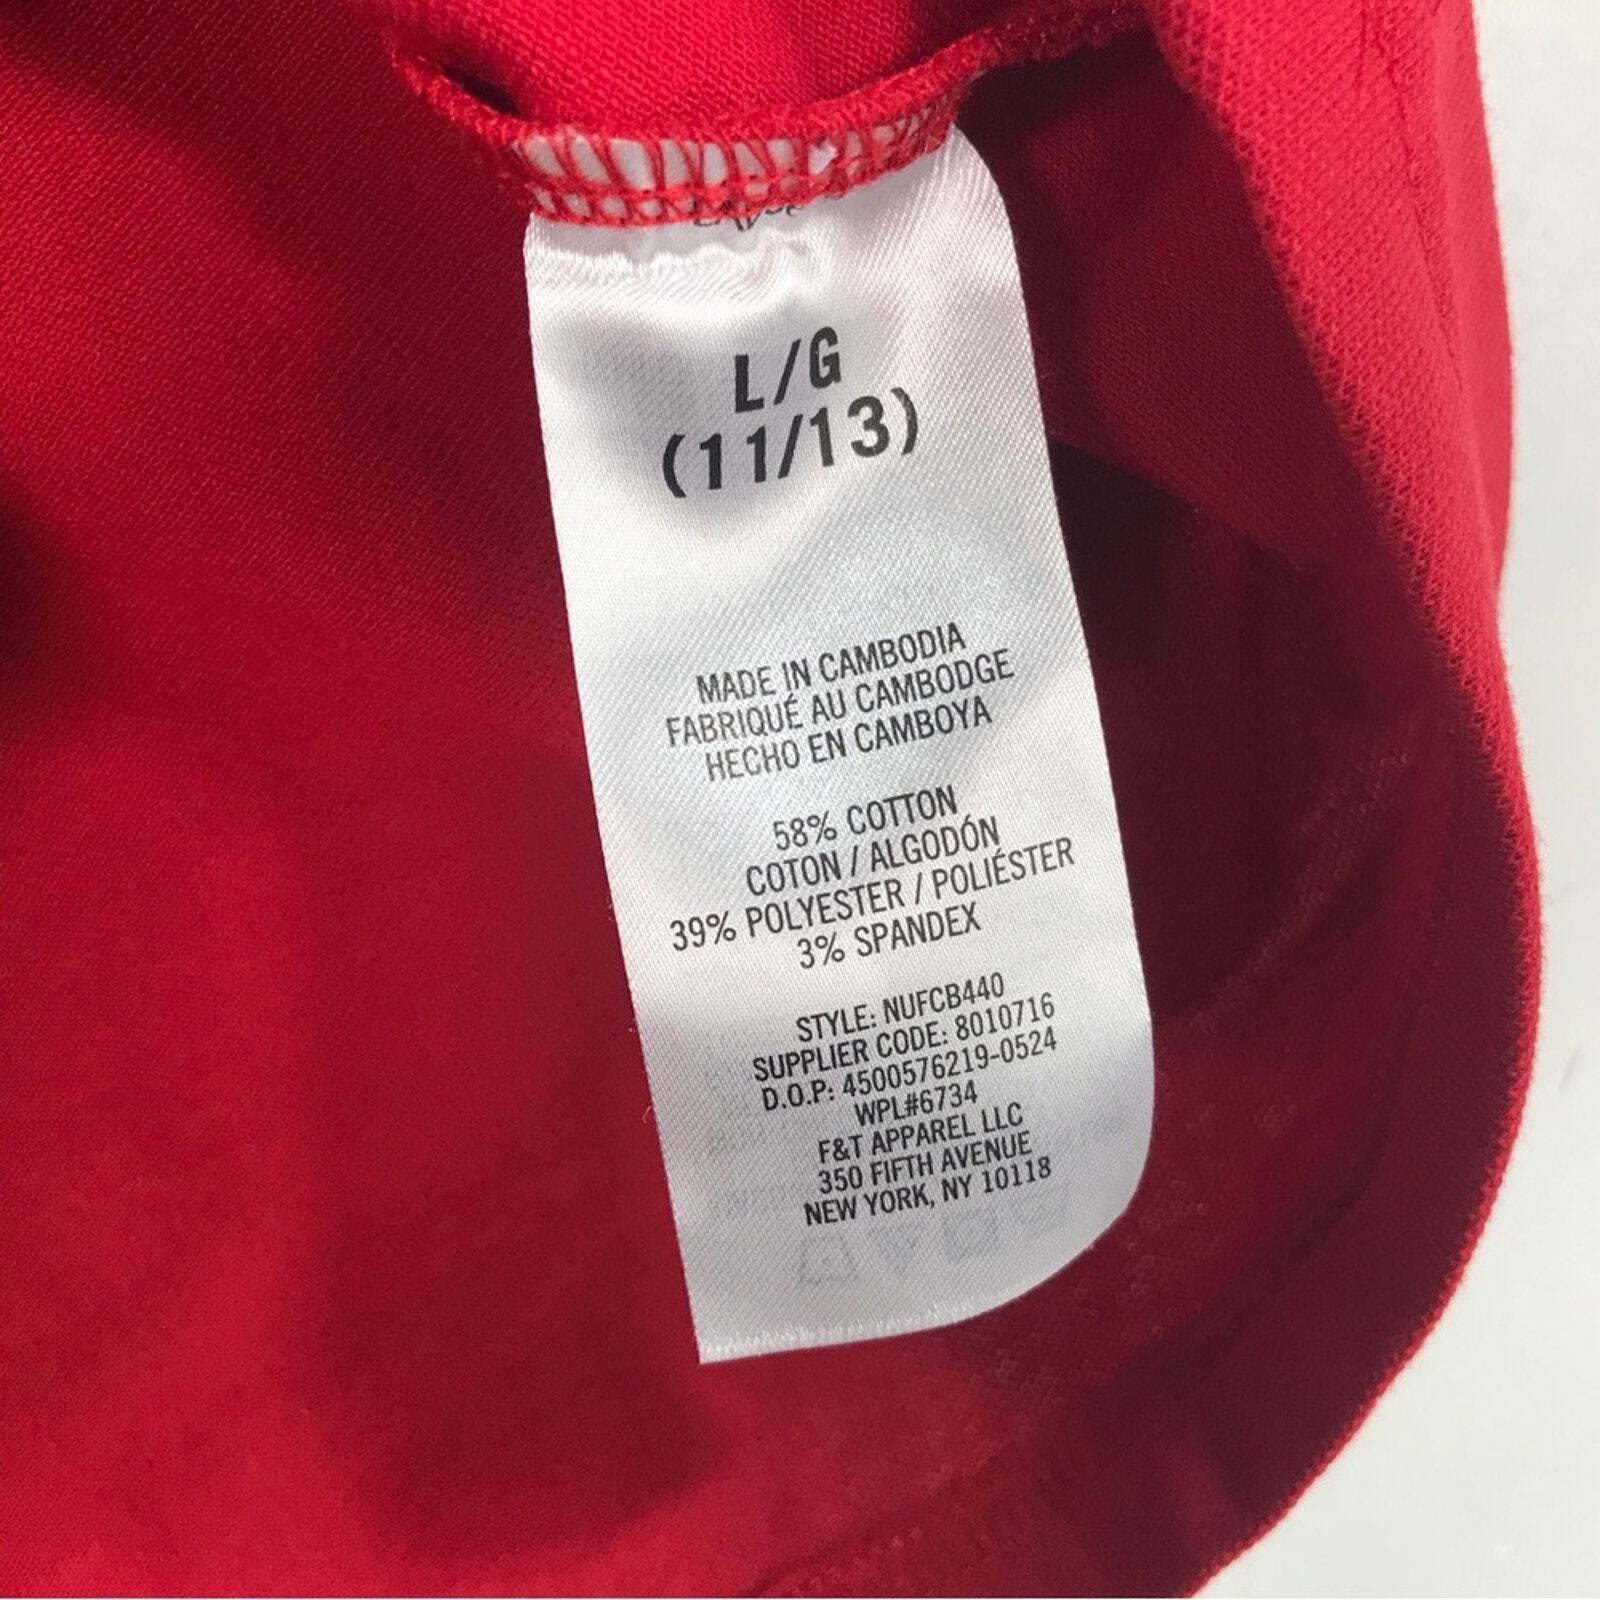 L/G
(11/13)
MADE IN CAMBODIA
FABRIQUÉ AU CAMBODGE
HECHO EN CAMBOYA
58% COTTON
COTON / ALGODÓN
39% POLYESTER / POLIÉSTER
3% SPANDEX
STYLE: NUFCB440
SUPPLIER CODE: 8010716
D.O.P: 4500576219-0524
WPL#6734
F&T APPAREL LLC
350 FIFTH AVENUE
NEW YORK, NY 10118